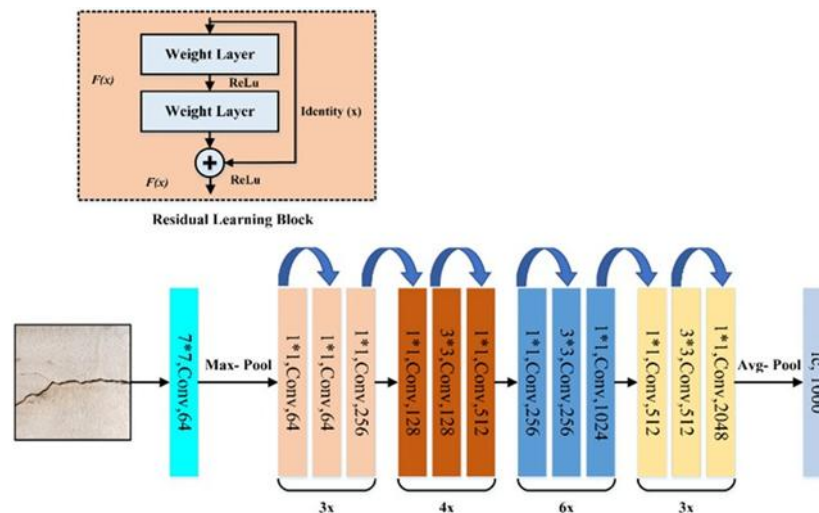 Weight Layer
F(x)
ReLu
Weight Layer
Identity (x)
F(x)
ReLu
Residual Learning Block
7*7,Conv,64
Max- Pool
1*1,Conv,64
1*1,Conv,64
1*1,Conv,256
1*1,Conv,128
3*3,Conv,128
1*1,Conv,512
1*1,Conv,256
3*3,Conv,256
1*1,Conv,1024
1*1,Conv,512
3*3,Conv,512
1*1,Conv,2048
Avg- Pool
3x
4x
6x
3x